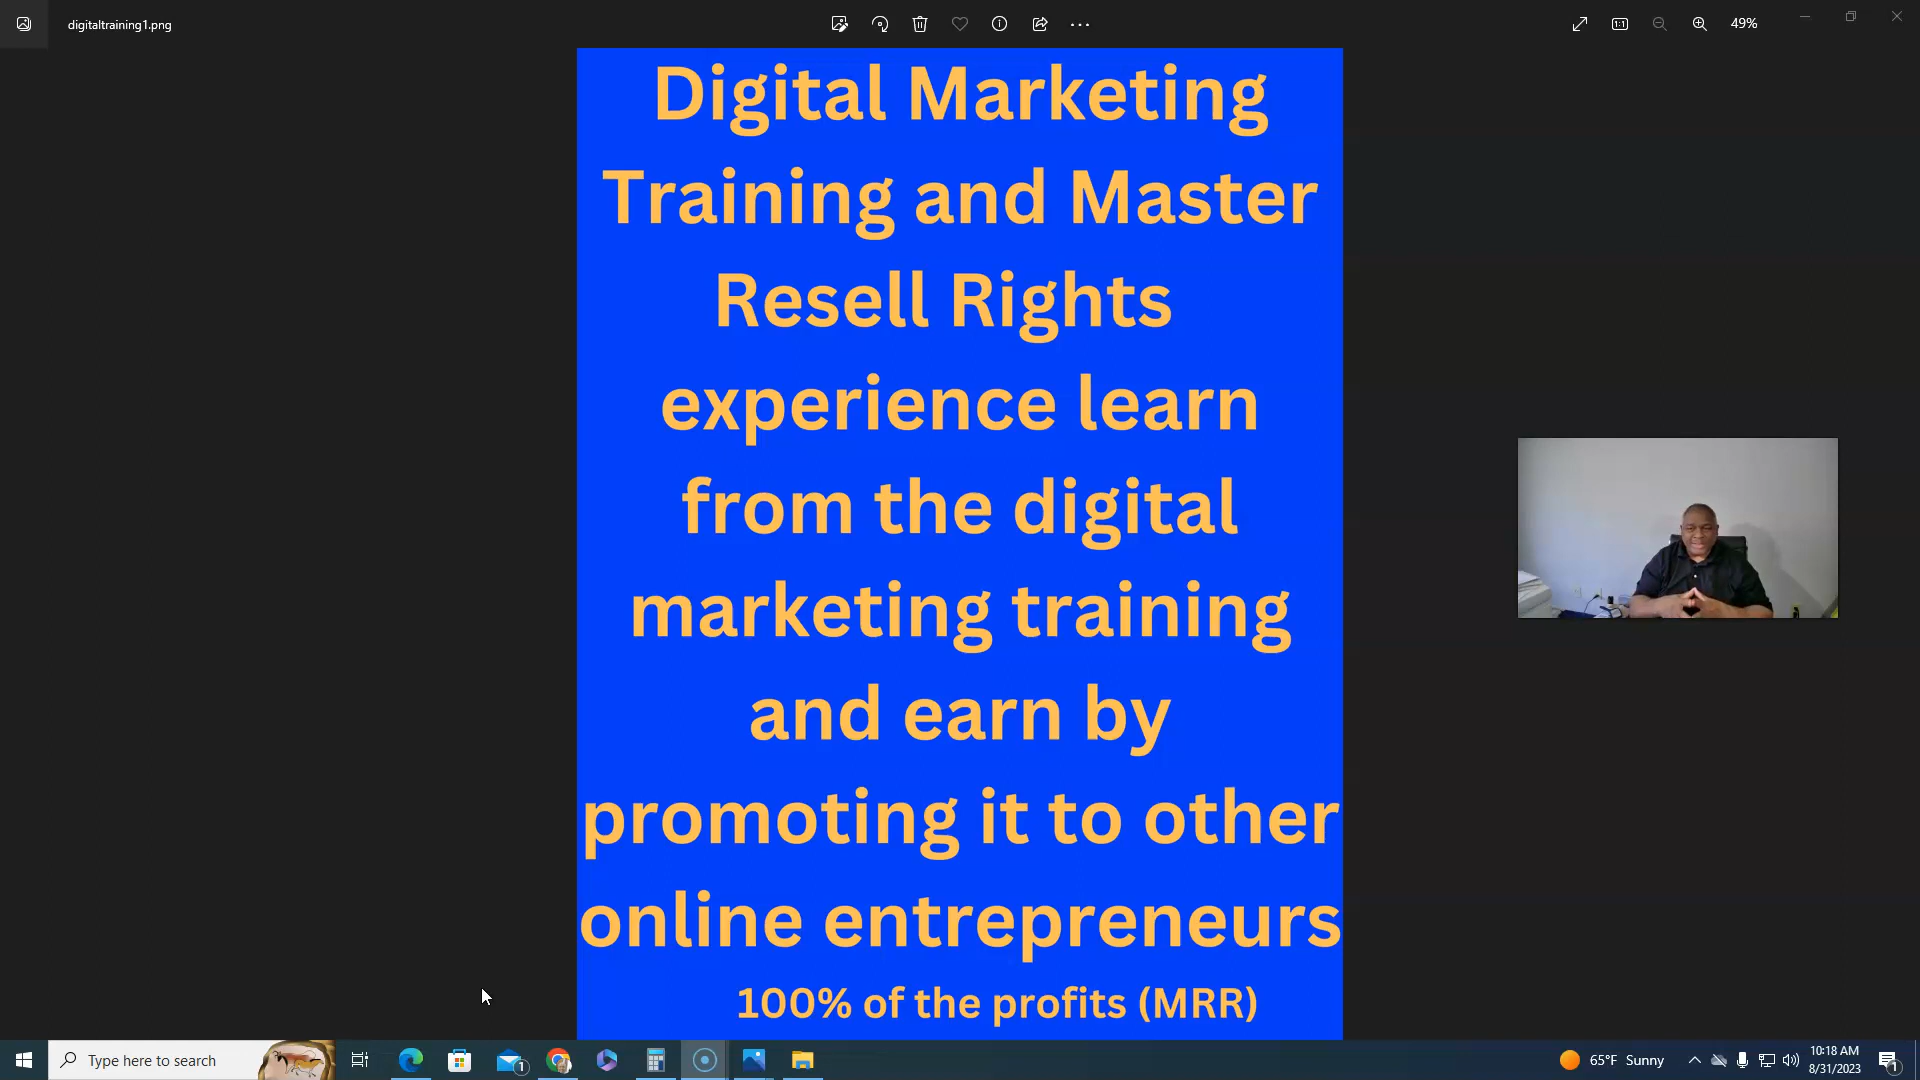 digitaltraining1.png
49%
Digital Marketing
Training and Master
Resell Rights
experience learn
from the digital
marketing training
and earn by
promoting it to other
online entrepreneurs
100% of the profits (MRR)
Type here to search
1
65°F Sunny
10:18 AM
8/31/2023
1